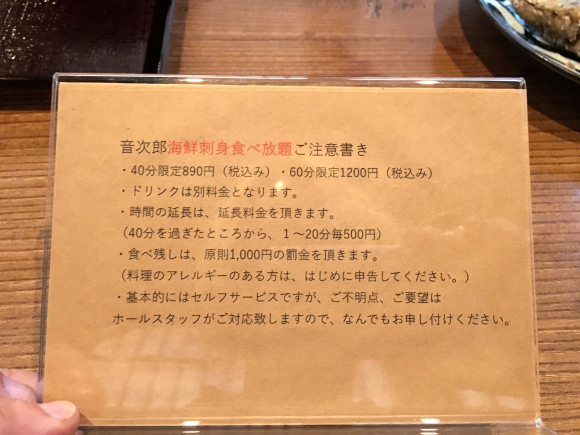 音次郎海鮮刺身食べ放題ご注意書き
・40分限定890円（税込み）・60分限定1200円（税込み）
・ドリンクは別料金となります。
・時間の延長は、延長料金を頂きます。
（40分を過ぎたところから、１〜20分毎500円）
・食べ残しは、原則1,000円の罰金を頂きます。
（料理のアレルギーのある方は、はじめに申告してください。）
・基本的にはセルフサービスですが、ご不明点、ご要望は
ホールスタッフがご対応致しますので、なんでもお申し付けください。